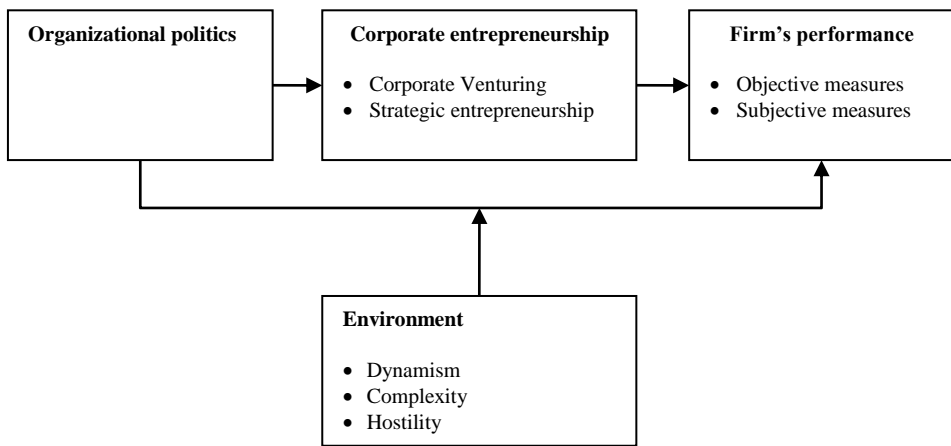 Organizational politics
Corporate entrepreneurship
• Corporate Venturing
• Strategic entrepreneurship
Firm's performance
• Objective measures
• Subjective measures
Environment
• Dynamism
• Complexity
• Hostility